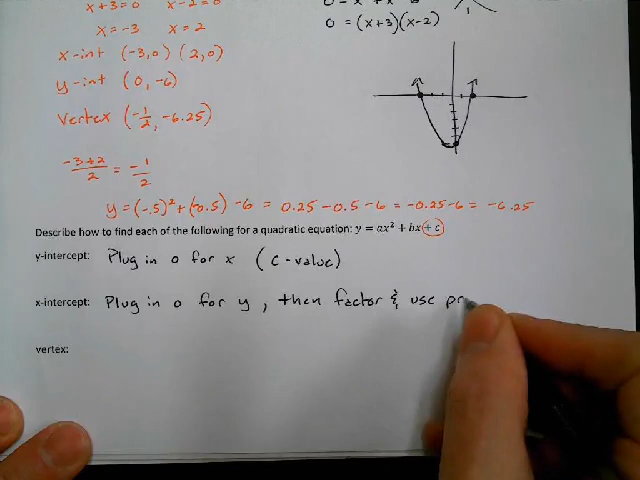 x+3=0 x-2=0
x=-3 x=2
0=(x+3)(x-2)
x-int (-3,0) (2,0)
y-int (0,-6)
Vertex (-1/2, -6.25)
(-3+2)/2 = -1/2
y=(-.5)²+(-0.5)-6 = 0.25-0.5-6 = -0.25-6 = -6.25
Describe how to find each of the following for a quadratic equation: y = ax² + bx + c
y-intercept: Plug in 0 for x (c-value)
x-intercept: Plug in 0 for y, then factor & use pr
vertex: